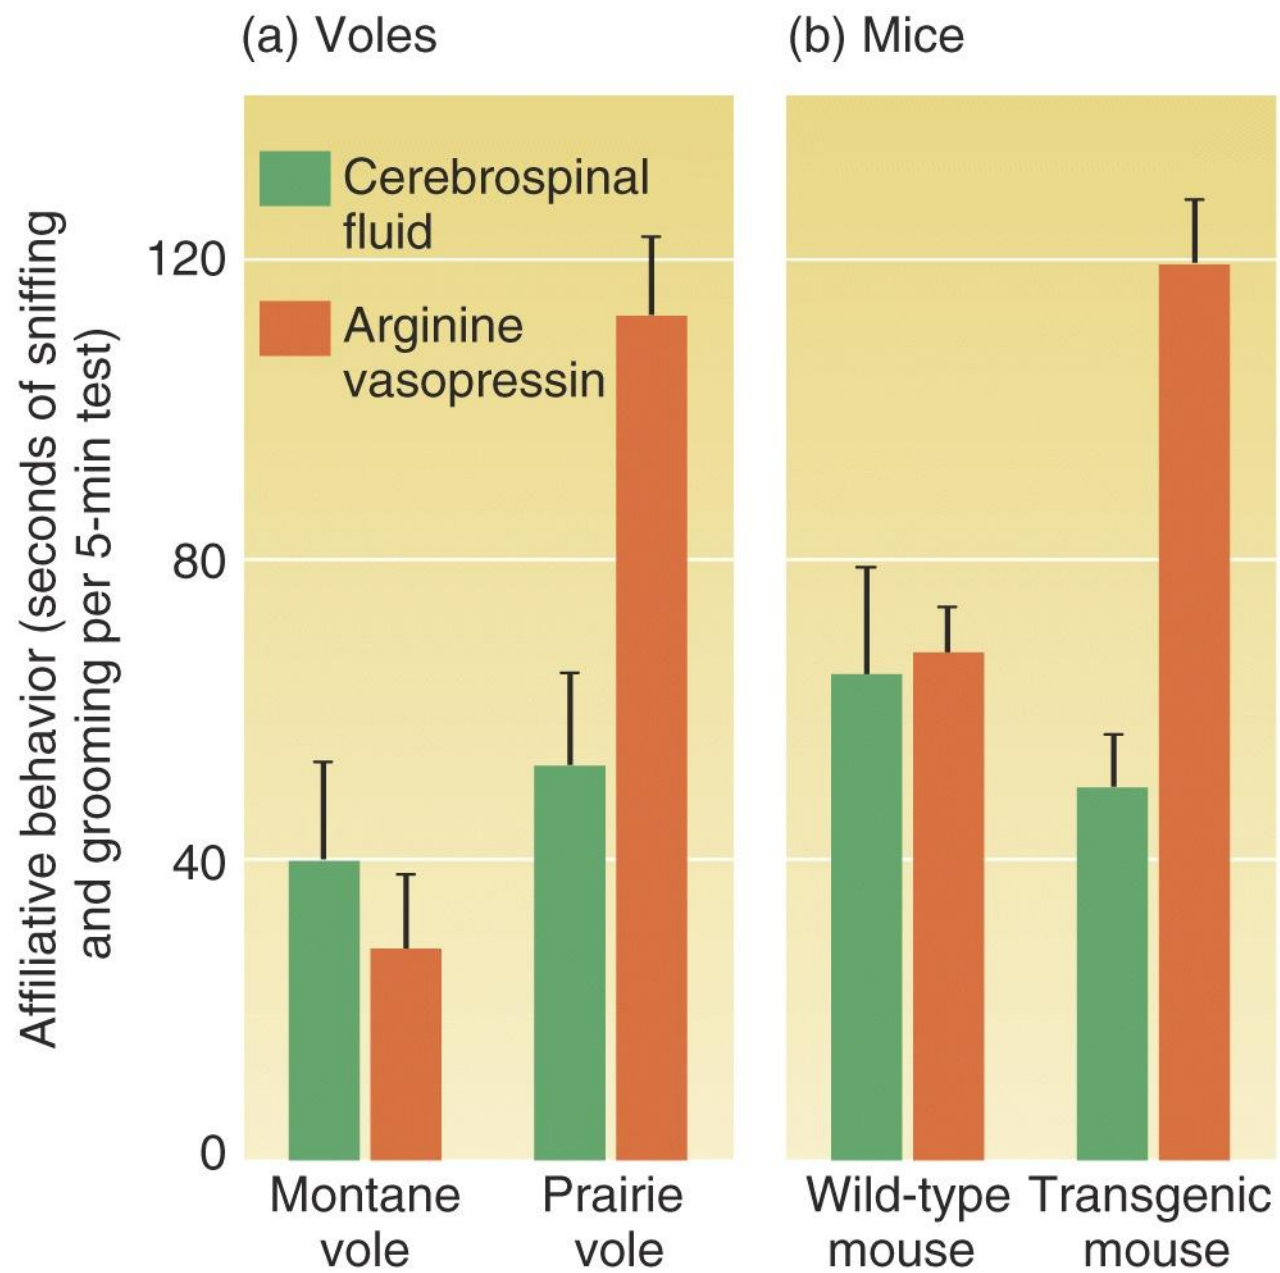 (a) Voles
(b) Mice
Affiliative behavior (seconds of sniffing
and grooming per 5-min test)
120
80
40
0
Cerebrospinal
fluid
Arginine
vasopressin
Montane
vole
Prairie
vole
Wild-type
mouse
Transgenic
mouse